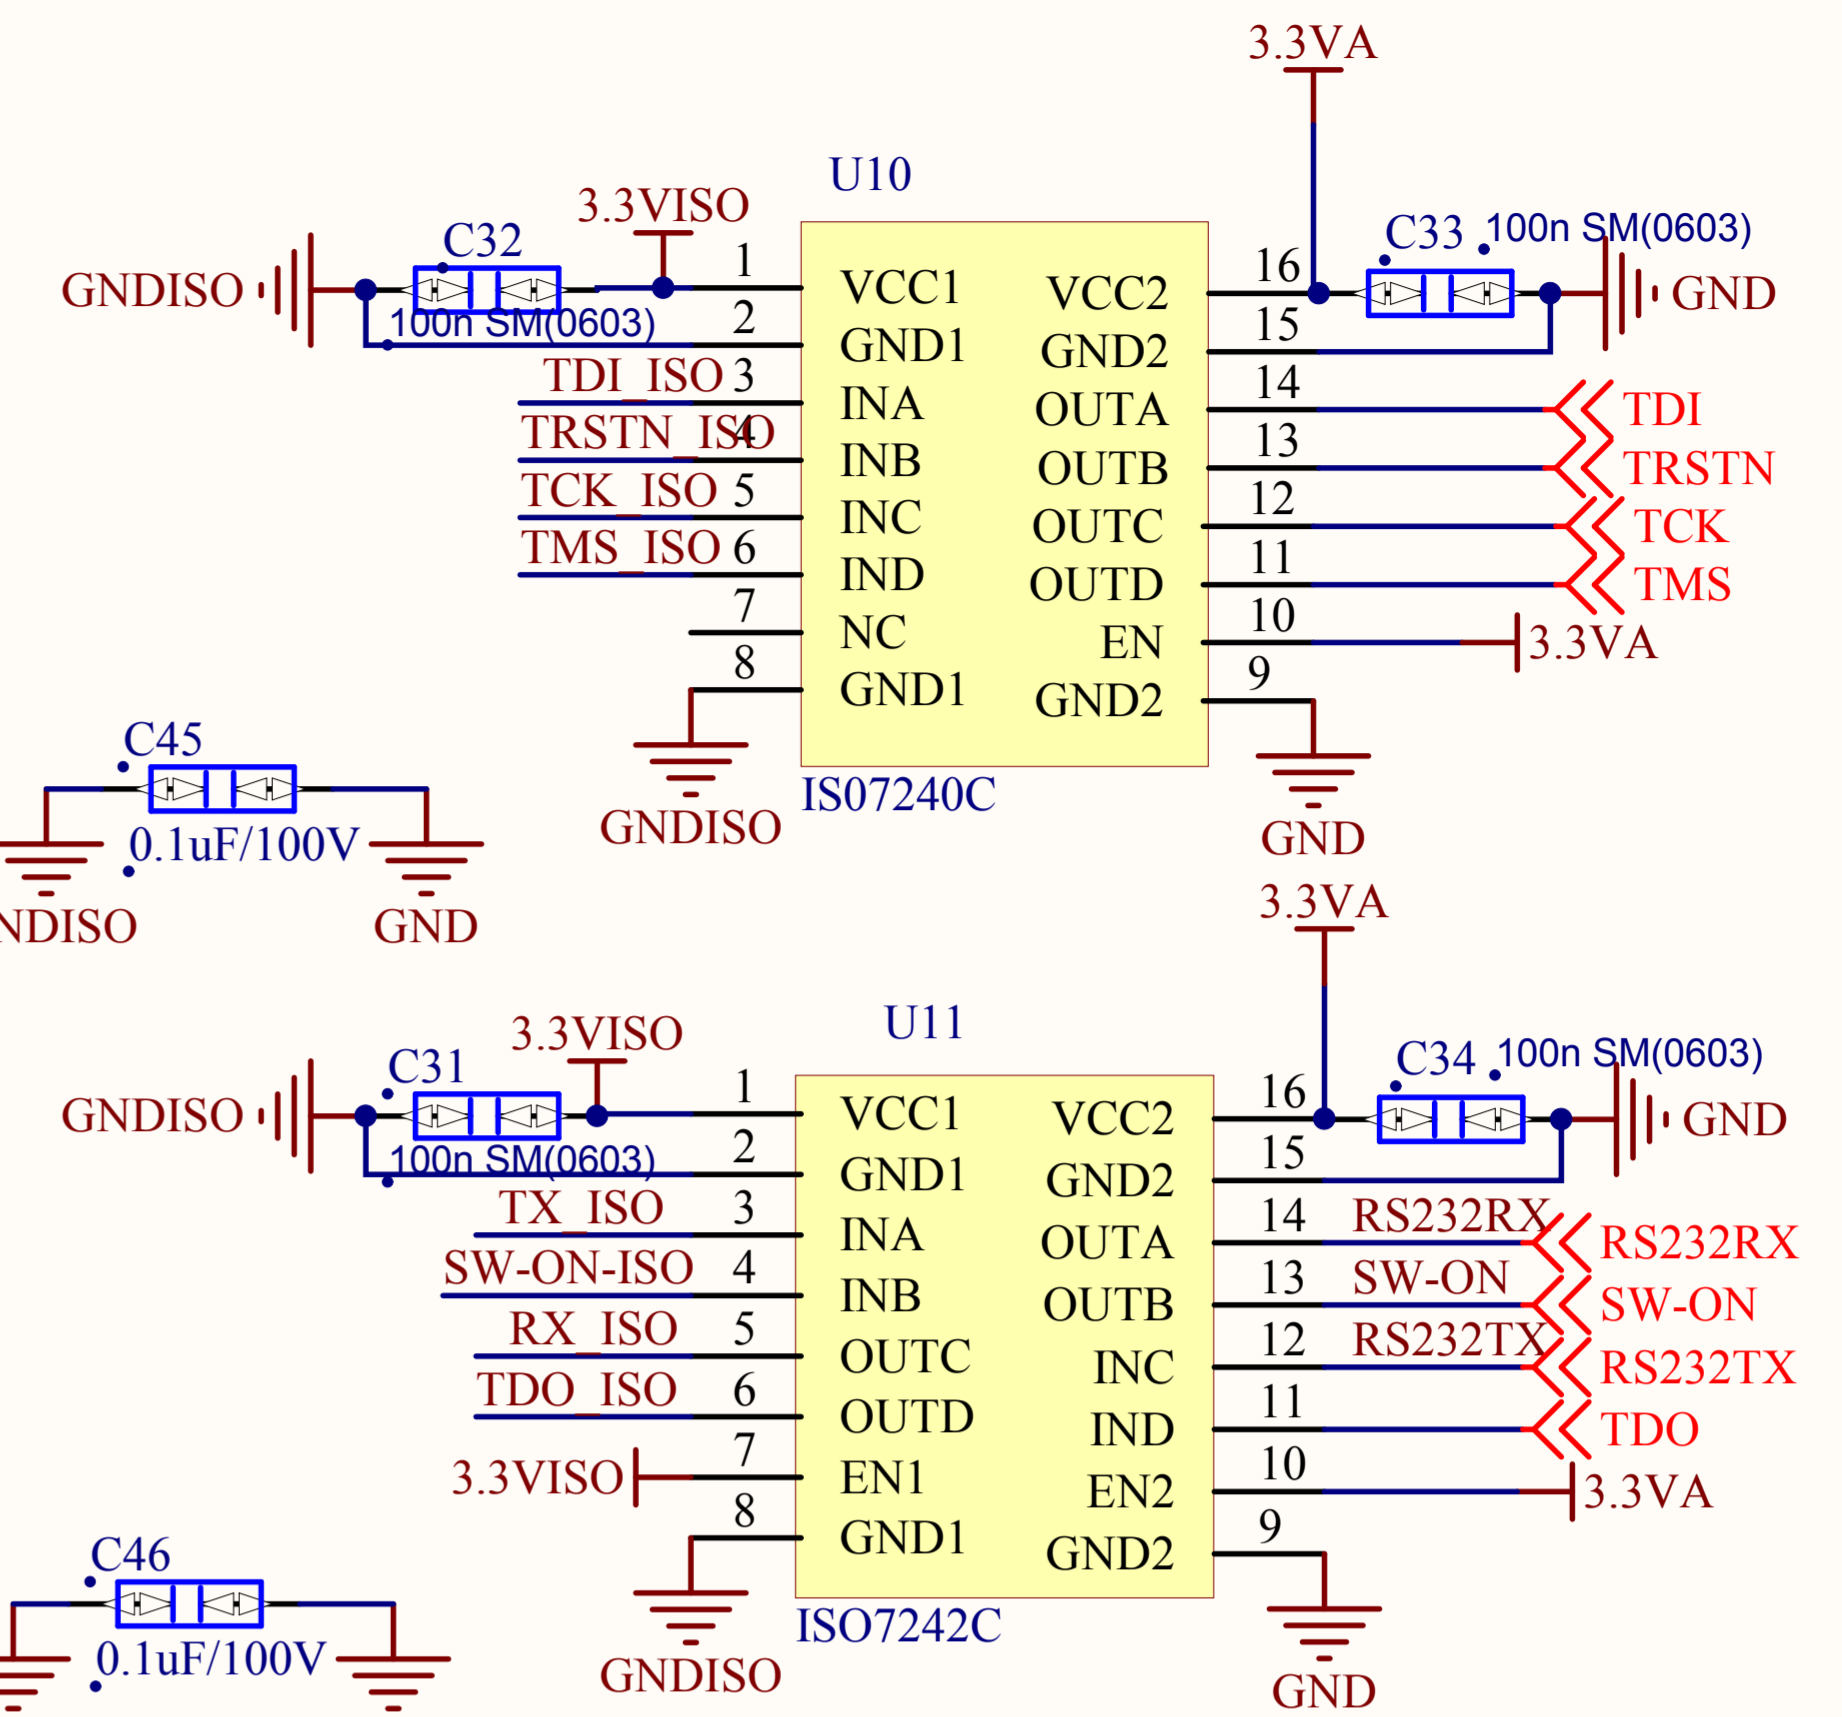 3.3VA
U10
3.3VISO
C32
C33
100n SM(0603)
GNDISO
1
VCC1
VCC2
16
GND
100n SM(0603)
2
GND1
GND2
15
TDI_ISO
3
INA
OUTA
14
TDI
TRSTN_ISO
4
INB
OUTB
13
TRSTN
TCK_ISO
5
INC
OUTC
12
TCK
TMS_ISO
6
IND
OUTD
11
TMS
7
NC
EN
10
3.3VA
8
GND1
GND2
9
IS07240C
GNDISO
GND
C45
0.1uF/100V
NDISO
GND
3.3VA
U11
3.3VISO
C31
C34
100n SM(0603)
GNDISO
1
VCC1
VCC2
16
GND
100n SM(0603)
2
GND1
GND2
15
TX_ISO
3
INA
OUTA
14
RS232RX
RS232RX
SW-ON-ISO
4
INB
OUTB
13
SW-ON
SW-ON
RX_ISO
5
OUTC
INC
12
RS232TX
RS232TX
TDO_ISO
6
OUTD
IND
11
TDO
3.3VISO
7
EN1
EN2
10
3.3VA
8
GND1
GND2
9
ISO7242C
GNDISO
GND
C46
0.1uF/100V